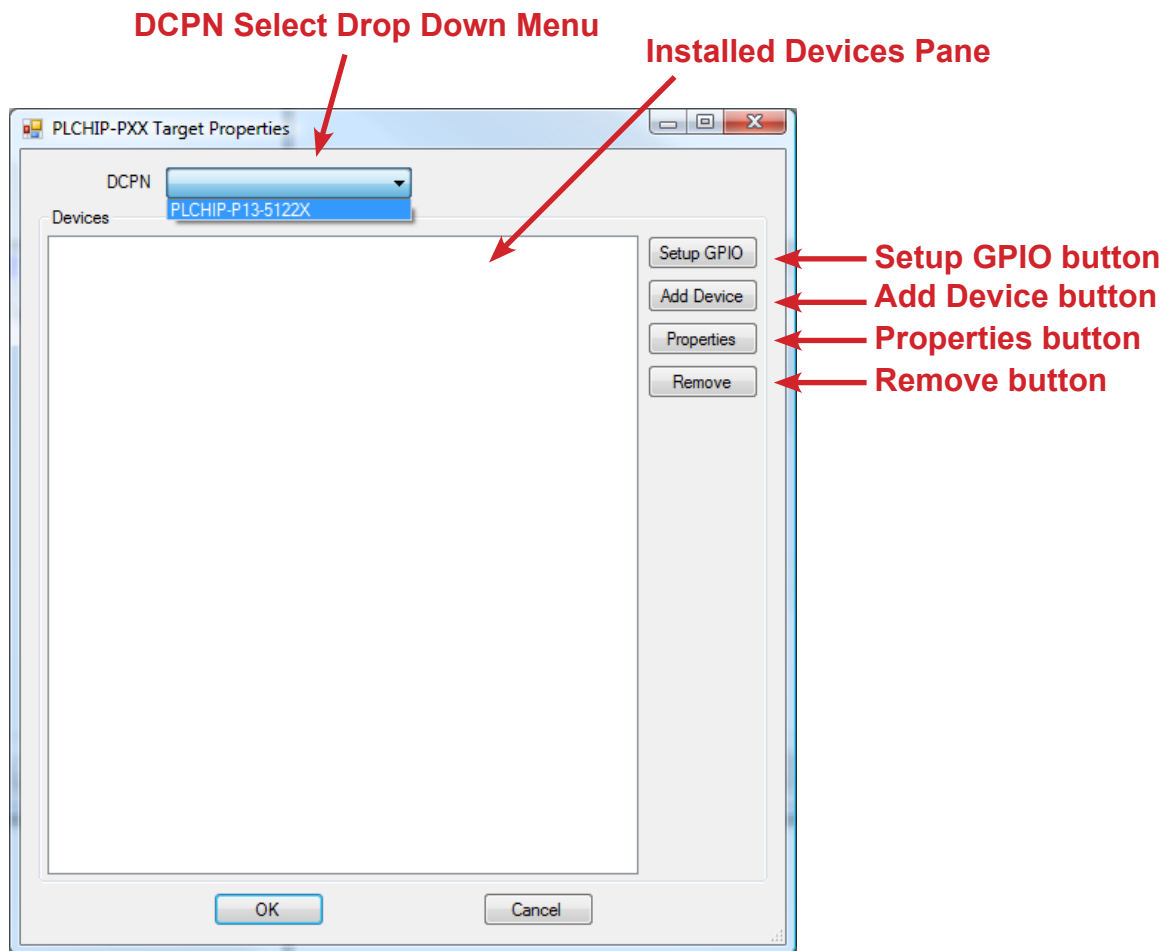 DCPN Select Drop Down Menu
Installed Devices Pane
PLCHIP-PXX Target Properties
DCPN
PLCHIP-P13-5122X
Devices
Setup GPIO
Setup GPIO button
Add Device
Add Device button
Properties
Properties button
Remove
Remove button
OK
Cancel